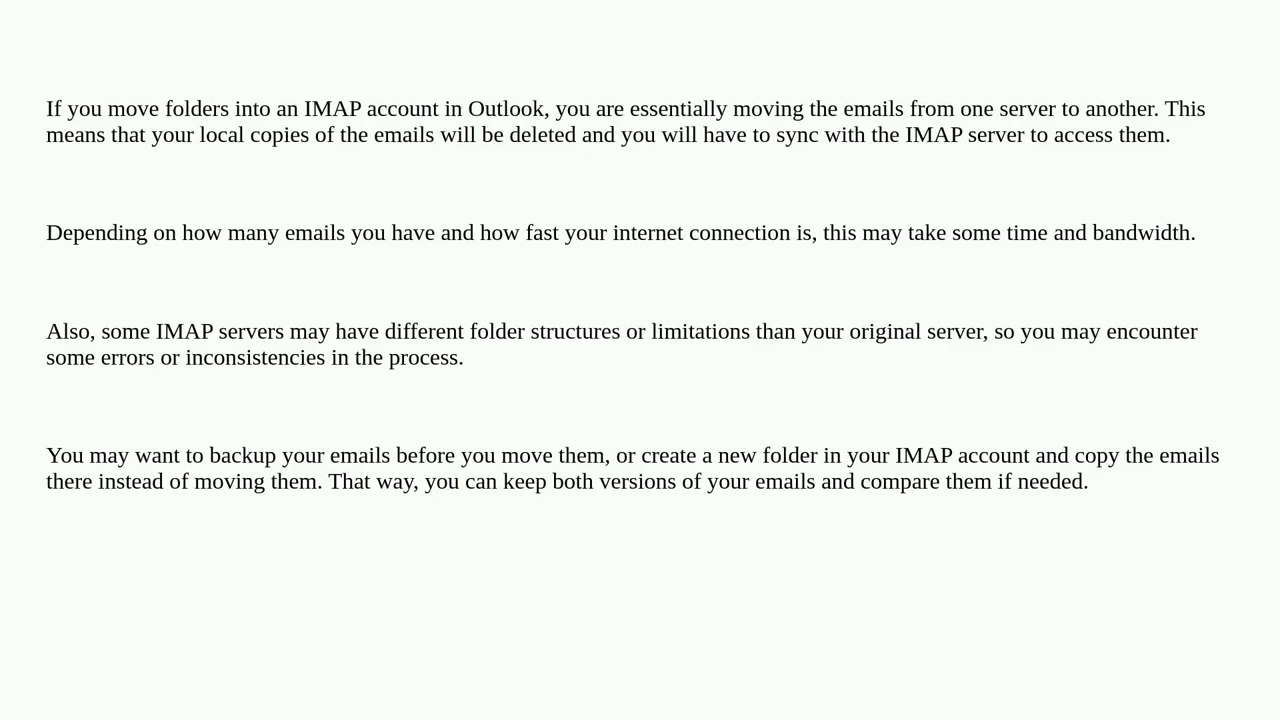 If you move folders into an IMAP account in Outlook, you are essentially moving the emails from one server to another. This
means that your local copies of the emails will be deleted and you will have to sync with the IMAP server to access them.
Depending on how many emails you have and how fast your internet connection is, this may take some time and bandwidth.
Also, some IMAP servers may have different folder structures or limitations than your original server, so you may encounter
some errors or inconsistencies in the process.
You may want to backup your emails before you move them, or create a new folder in your IMAP account and copy the emails
there instead of moving them. That way, you can keep both versions of your emails and compare them if needed.